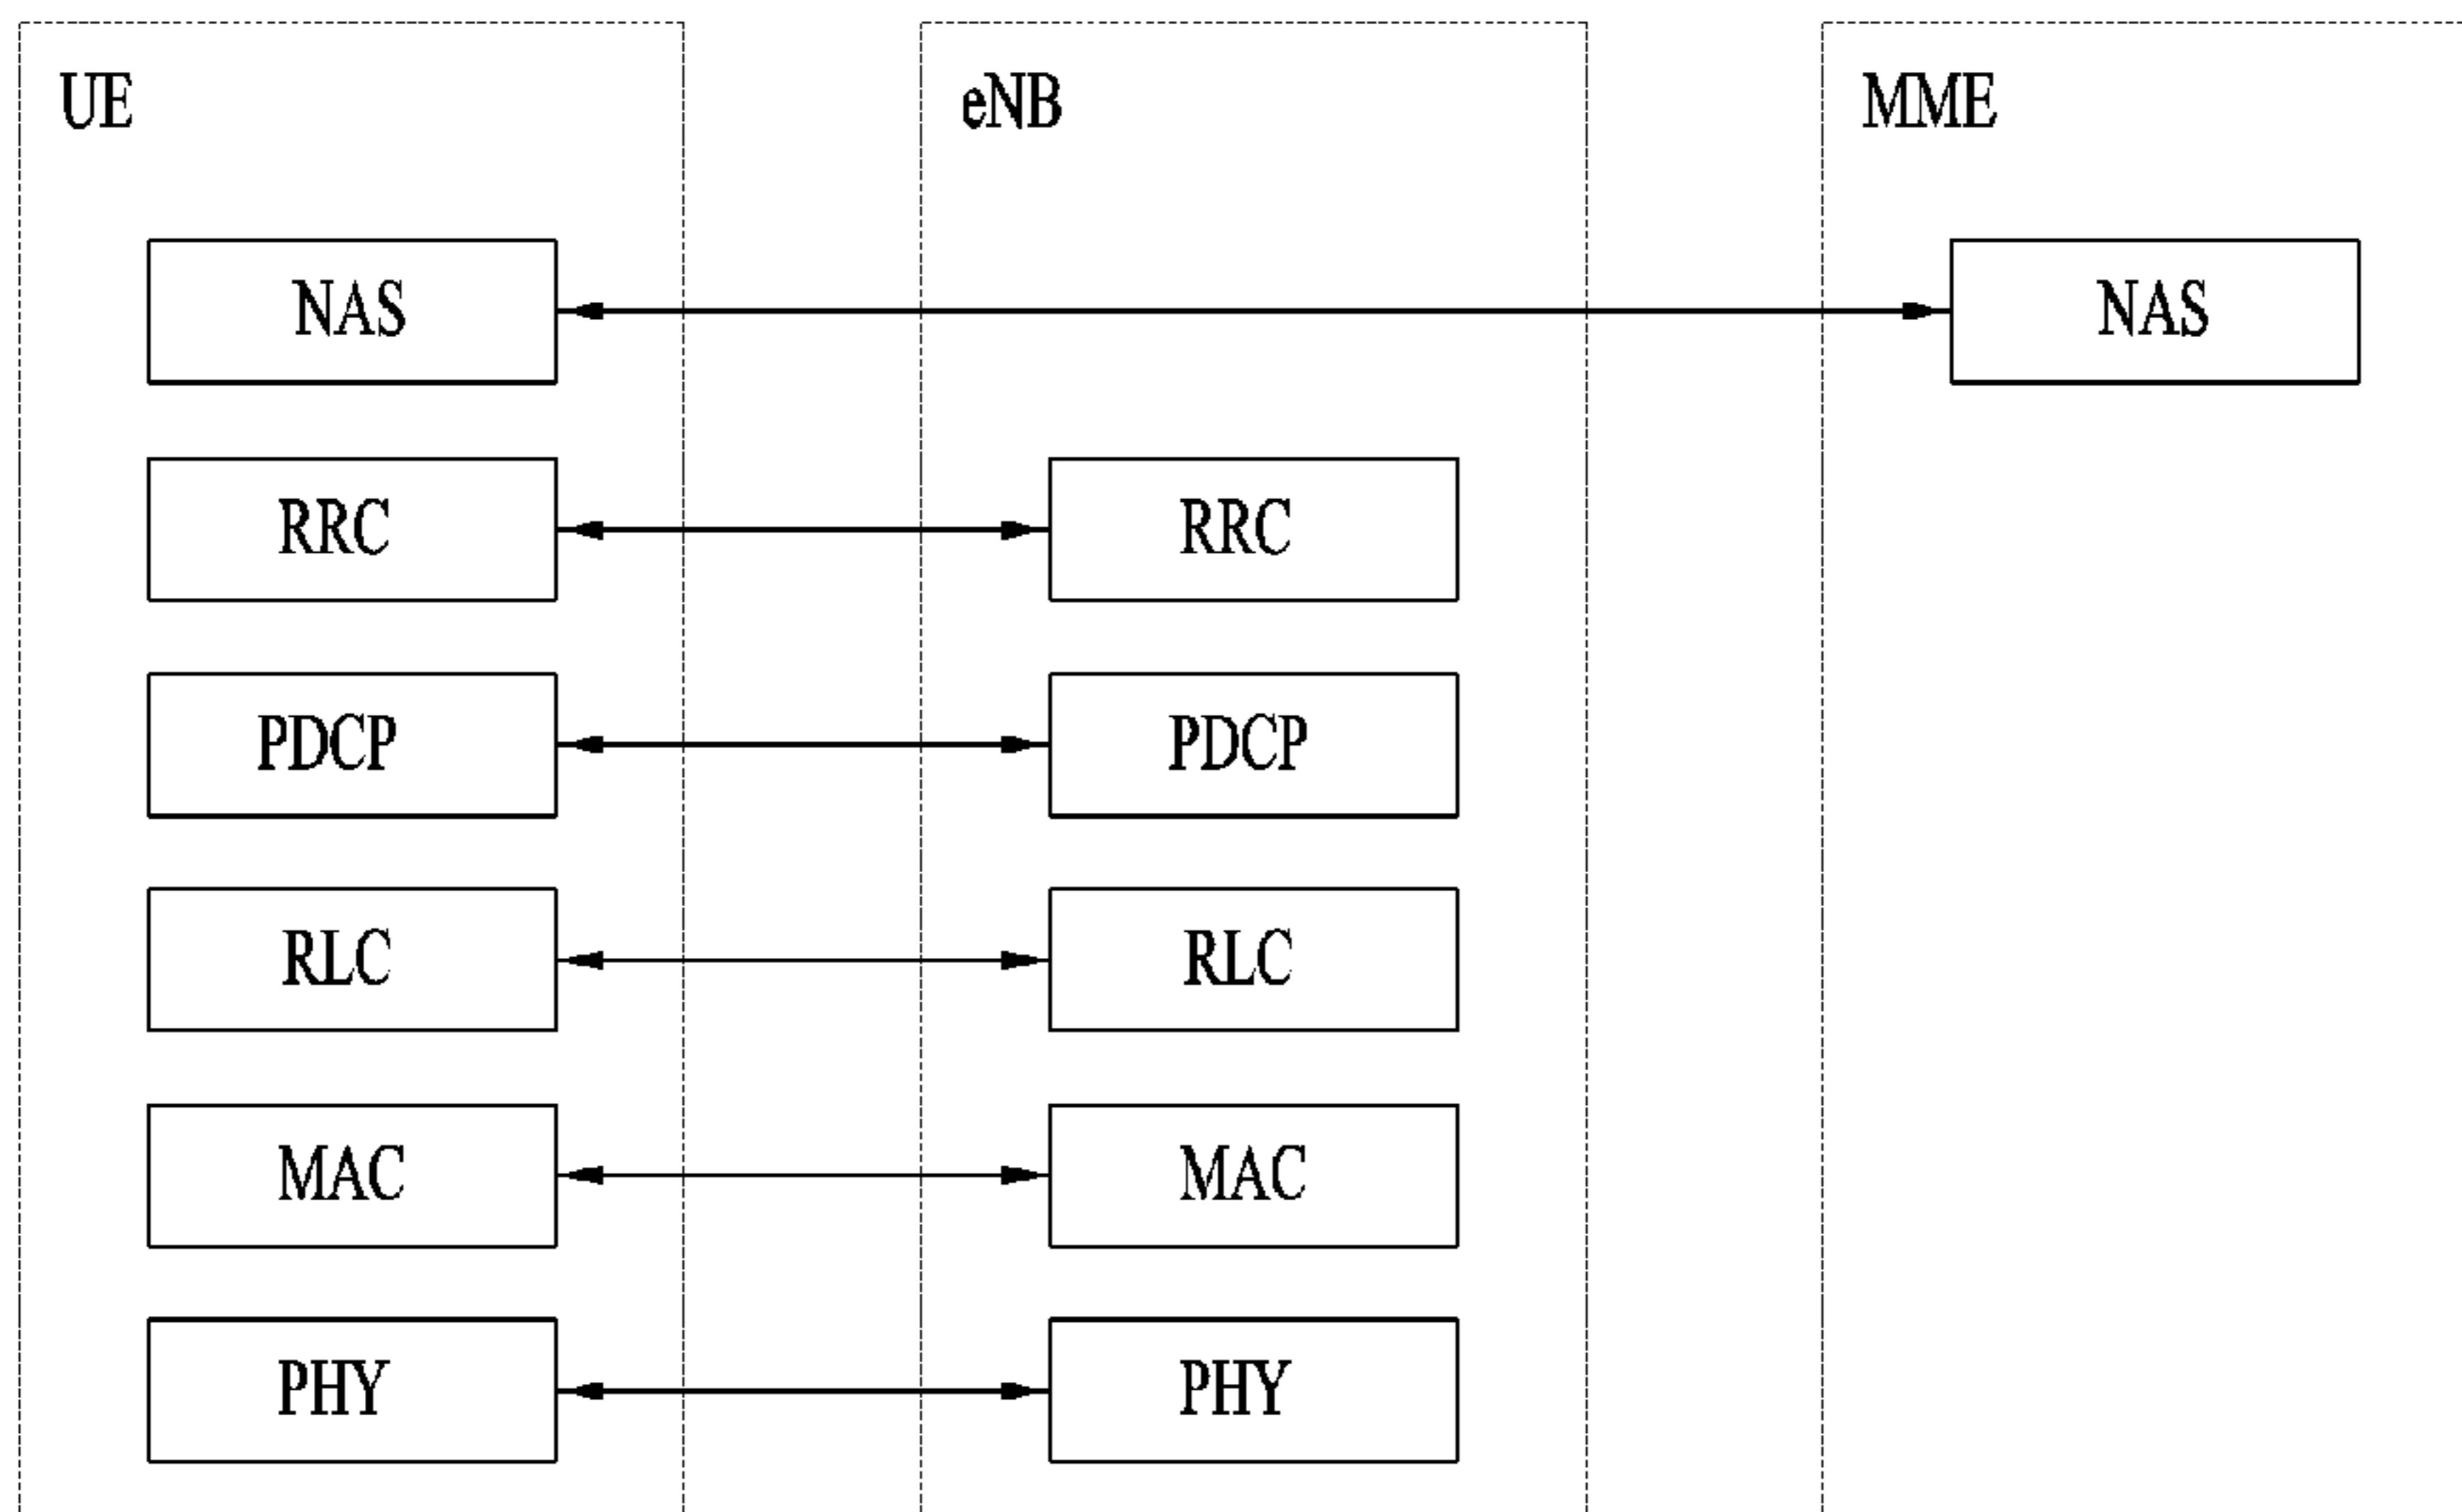 UE eNB MME
NAS NAS
RRC RRC
PDCP PDCP
RLC RLC
MAC MAC
PHY PHY